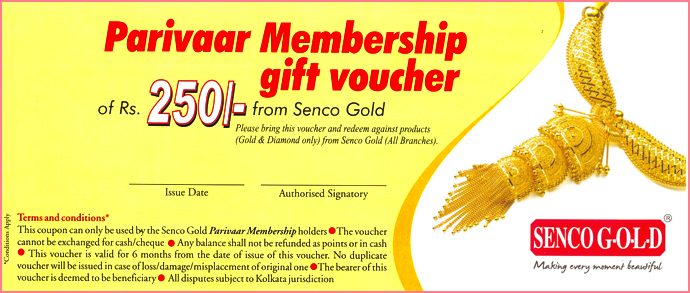 Parivaar Membership
gift voucher
of Rs. 250/- from Senco Gold
Please bring this voucher and redeem against products
(Gold & Diamond only) from Senco Gold (All Branches).
Issue Date
Authorised Signatory
*Conditions Apply
Terms and conditions*
This coupon can only be used by the Senco Gold Parivaar Membership holders ● The voucher
cannot be exchanged for cash/cheque ● Any balance shall not be refunded as points or in cash
● This voucher is valid for 6 months from the date of issue of this voucher. No duplicate
voucher will be issued in case of loss/damage/misplacement of original one ● The bearer of this
voucher is deemed to be beneficiary ● All disputes subject to Kolkata jurisdiction
SENCO G·O·L·D ®
Making every moment beautiful